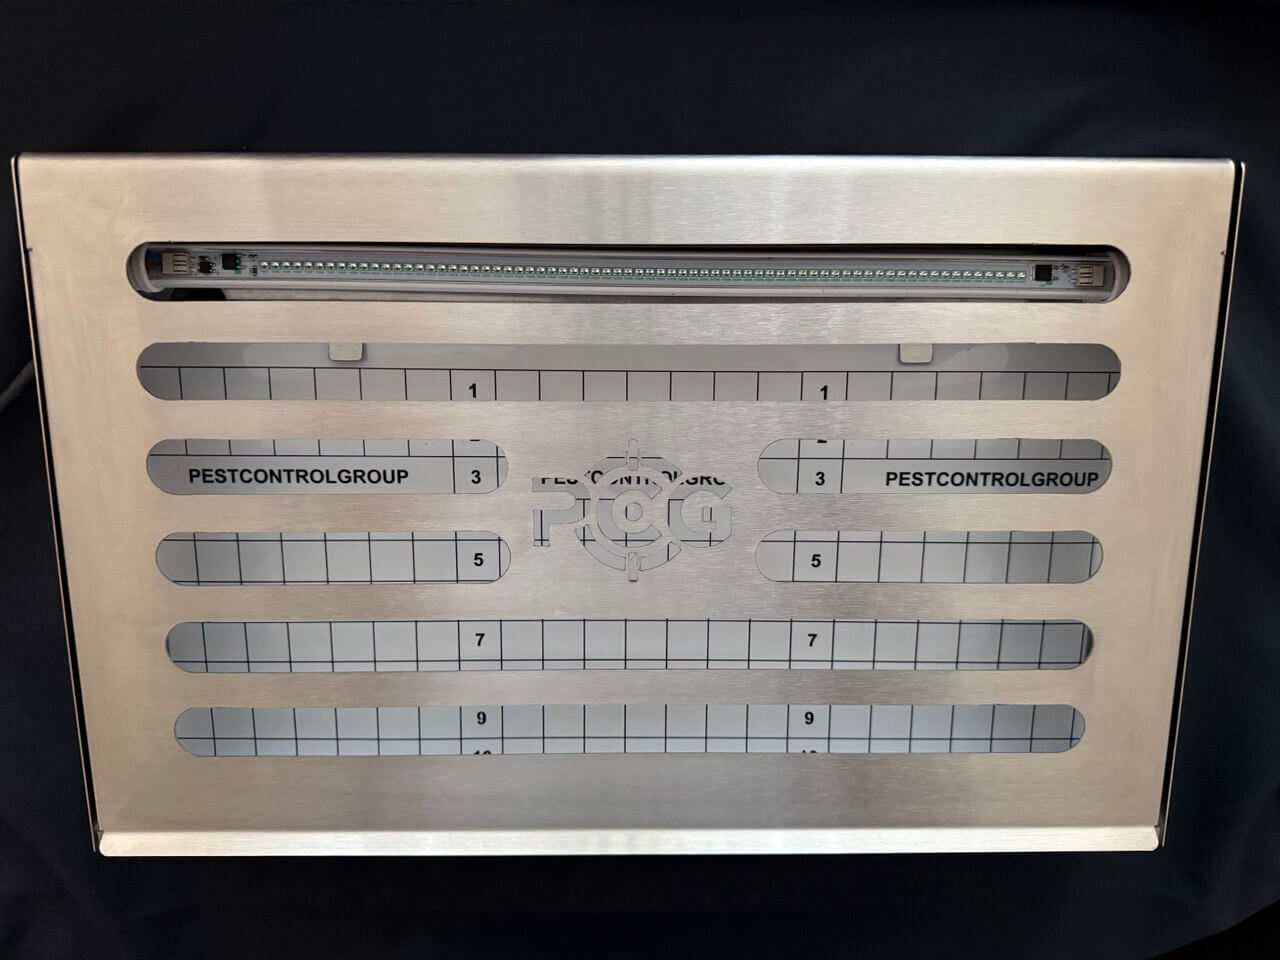 1 1
3 3
PESTCONTROLGROUP PESTCONTROLGROUP
PCG
5 5
7 7
9 9